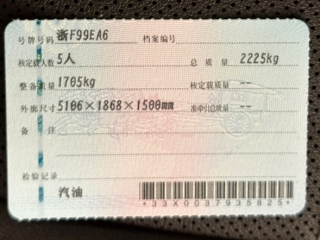 号牌号码 浙F99EA6 档案编号
核定载人数 5人 总质量 2225kg
整备质量 1705kg 核定载质量 --
外廓尺寸 5106×1868×1500mm 准牵引总质量 --
备注
检验记录
汽油
*33X0037935825*